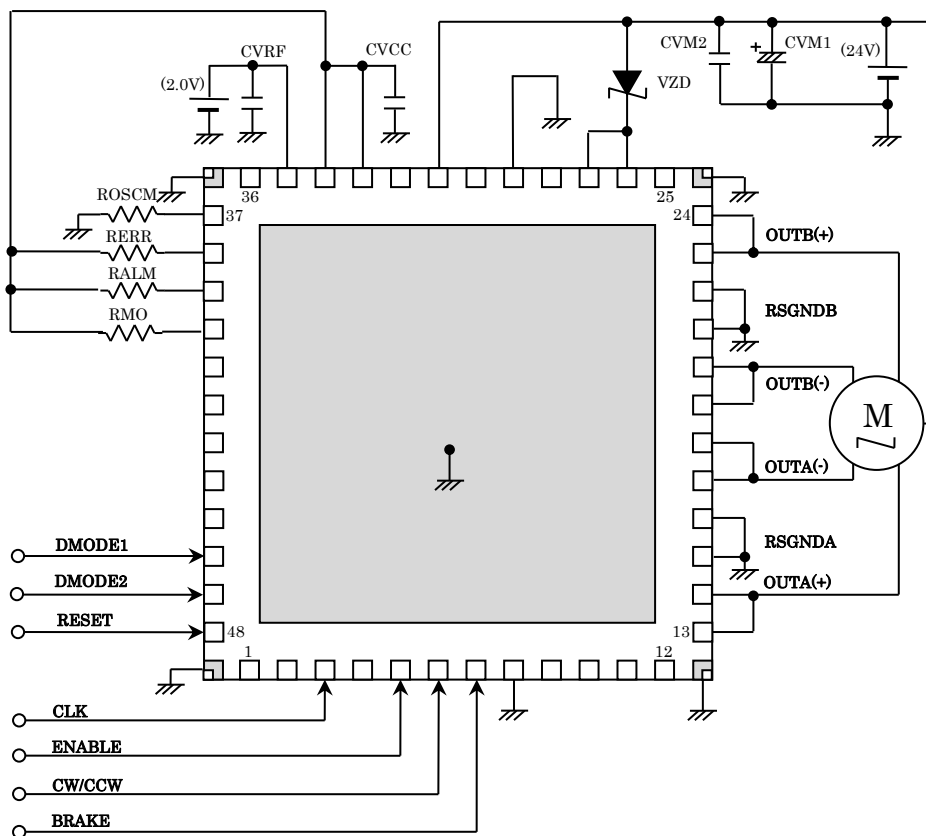 CVRF
CVCC
CVM2
+
CVM1
(24V)
(2.0V)
VZD
36
25
ROSCM
37
24
RERR
OUTB(+)
RALM
RMO
RSGNDB
OUTB(-)
M
OUTA(-)
DMODE1
RSGNDA
DMODE2
OUTA(+)
RESET
48
13
1
12
CLK
ENABLE
CW/CCW
BRAKE